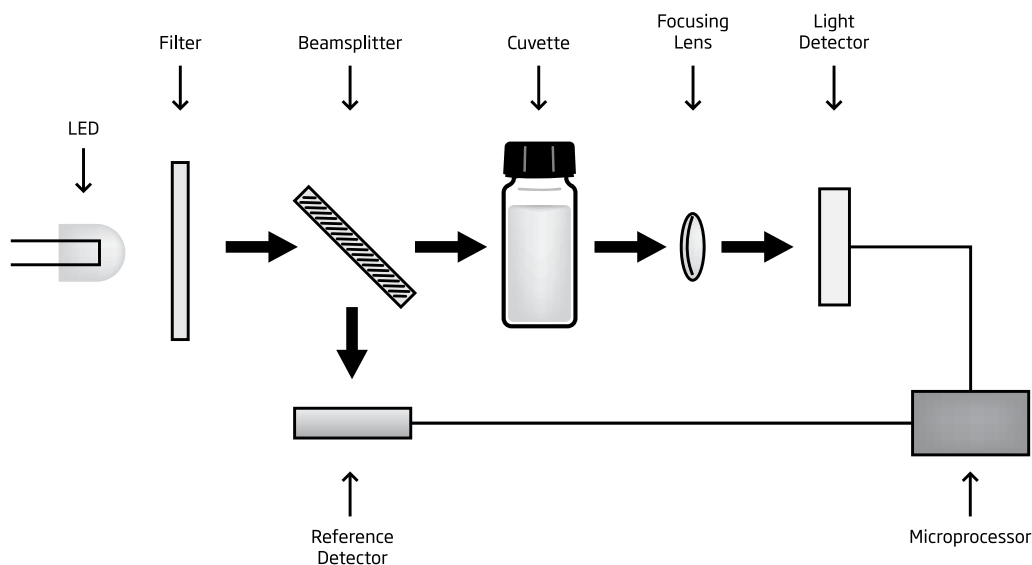 LED
Filter
Beamsplitter
Cuvette
Focusing
Lens
Light
Detector
Reference
Detector
Microprocessor